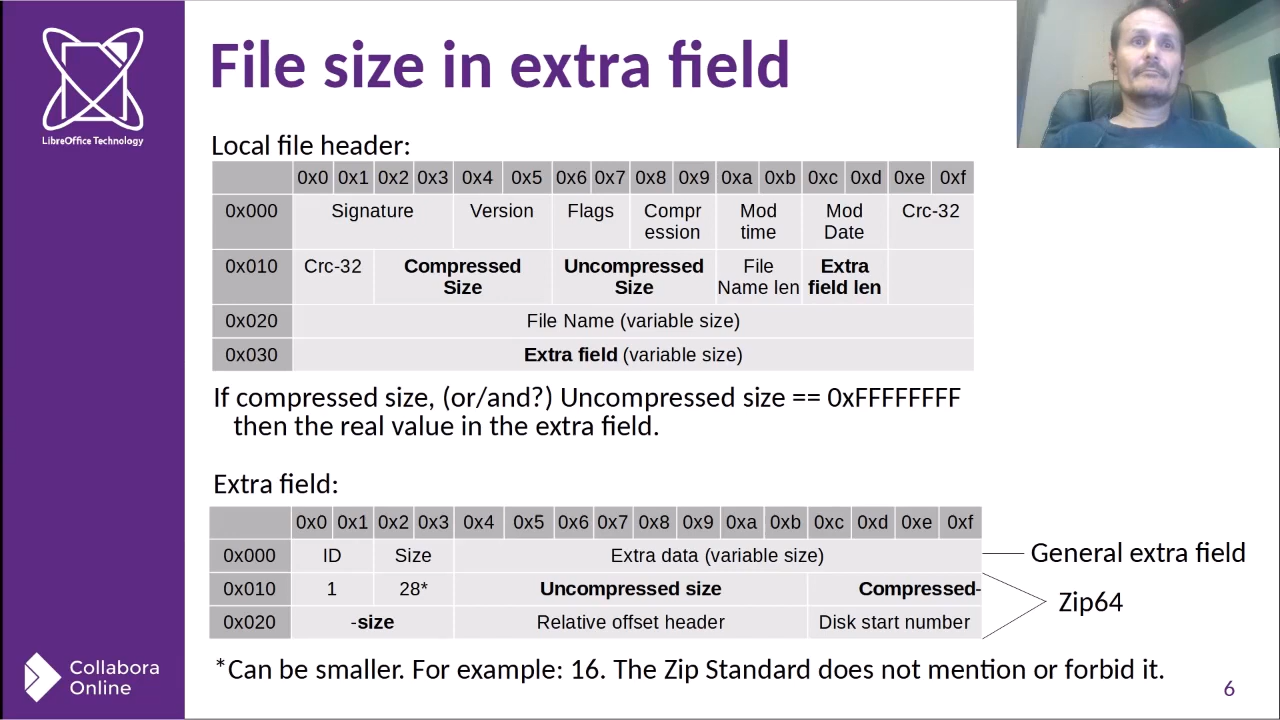 File size in extra field
LibreOffice Technology
Local file header:
0x0 0x1 0x2 0x3 0x4 0x5 0x6 0x7 0x8 0x9 0xa 0xb 0xc 0xd 0xe 0xf
0x000 Signature Version Flags Compr ession Mod time Mod Date Crc-32
0x010 Crc-32 Compressed Size Uncompressed Size File Name len Extra field len
0x020 File Name (variable size)
0x030 Extra field (variable size)
If compressed size, (or/and?) Uncompressed size == 0xFFFFFFFF
then the real value in the extra field.
Extra field:
0x0 0x1 0x2 0x3 0x4 0x5 0x6 0x7 0x8 0x9 0xa 0xb 0xc 0xd 0xe 0xf
0x000 ID Size Extra data (variable size)
General extra field
0x010 1 28* Uncompressed size Compressed-
Zip64
0x020 -size Relative offset header Disk start number
*Can be smaller. For example: 16. The Zip Standard does not mention or forbid it.
Collabora
Online
6